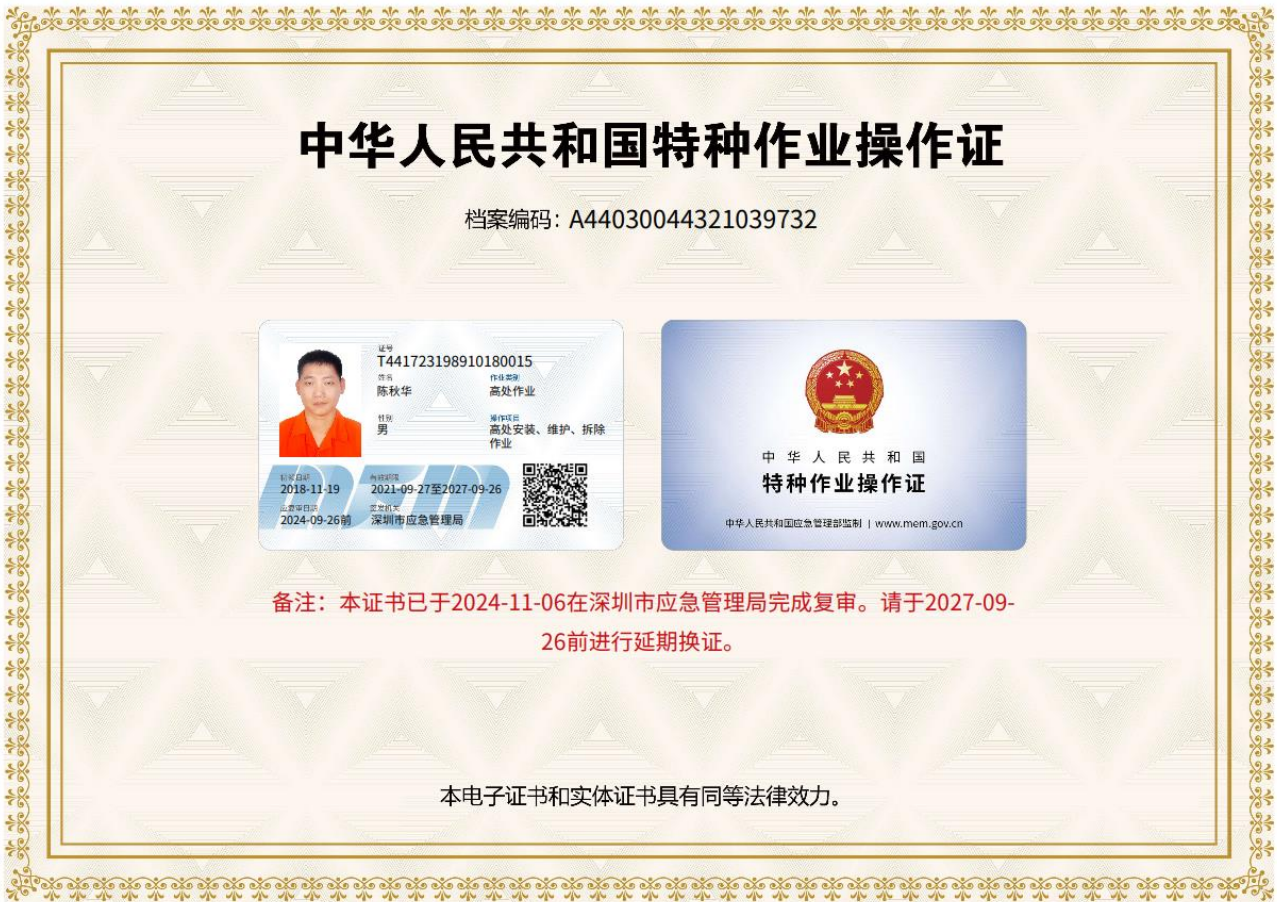 中华人民共和国特种作业操作证
档案编码：A44030044321039732
证号
T441723198910180015
姓名
陈秋华
作业类别
高处作业
性别
男
操作项目
高处安装、维护、拆除
作业
初领日期
2018-11-19
有效期限
2021-09-27至2027-09-26
应复审日期
2024-09-26前
签发机关
深圳市应急管理局
中华人民共和国
特种作业操作证
中华人民共和国应急管理部监制 | www.mem.gov.cn
备注：本证书已于2024-11-06在深圳市应急管理局完成复审。请于2027-09-
26前进行延期换证。
本电子证书和实体证书具有同等法律效力。